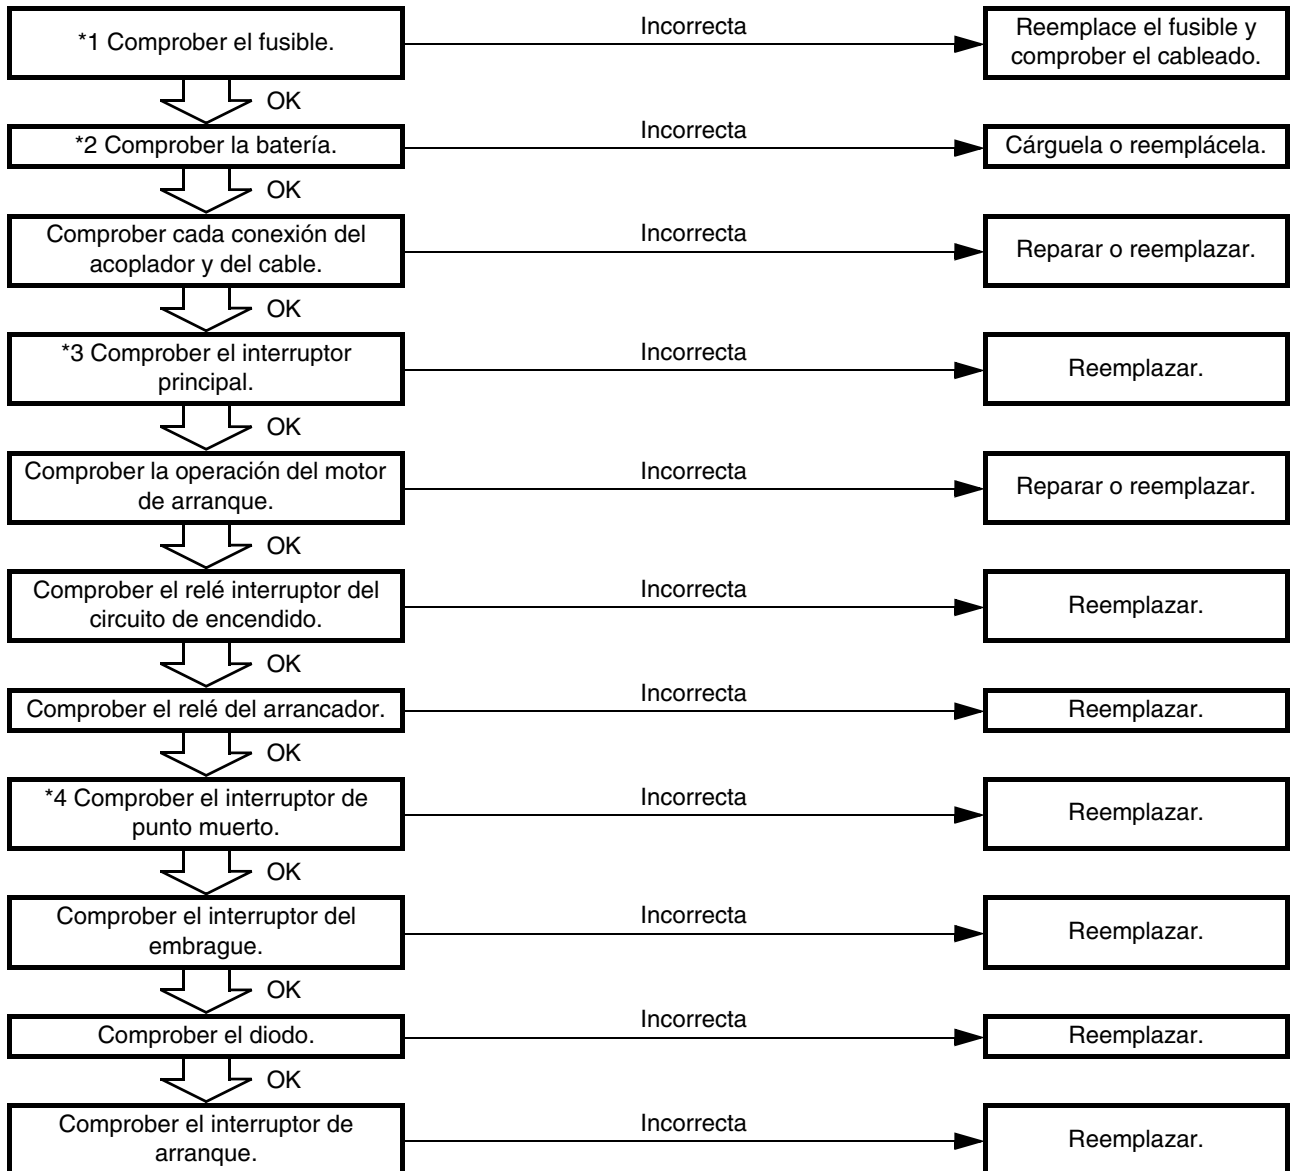 *1 Comprober el fusible.
Incorrecta
Reemplace el fusible y
comprober el cableado.
OK
*2 Comprober la batería.
Incorrecta
Cárguela o reemplácela.
OK
Comprober cada conexión del
acoplador y del cable.
Incorrecta
Reparar o reemplazar.
OK
*3 Comprober el interruptor
principal.
Incorrecta
Reemplazar.
OK
Comprober la operación del motor
de arranque.
Incorrecta
Reparar o reemplazar.
OK
Comprober el relé interruptor del
circuito de encendido.
Incorrecta
Reemplazar.
OK
Comprober el relé del arrancador.
Incorrecta
Reemplazar.
OK
*4 Comprober el interruptor de
punto muerto.
Incorrecta
Reemplazar.
OK
Comprober el interruptor del
embrague.
Incorrecta
Reemplazar.
OK
Comprober el diodo.
Incorrecta
Reemplazar.
OK
Comprober el interruptor de
arranque.
Incorrecta
Reemplazar.